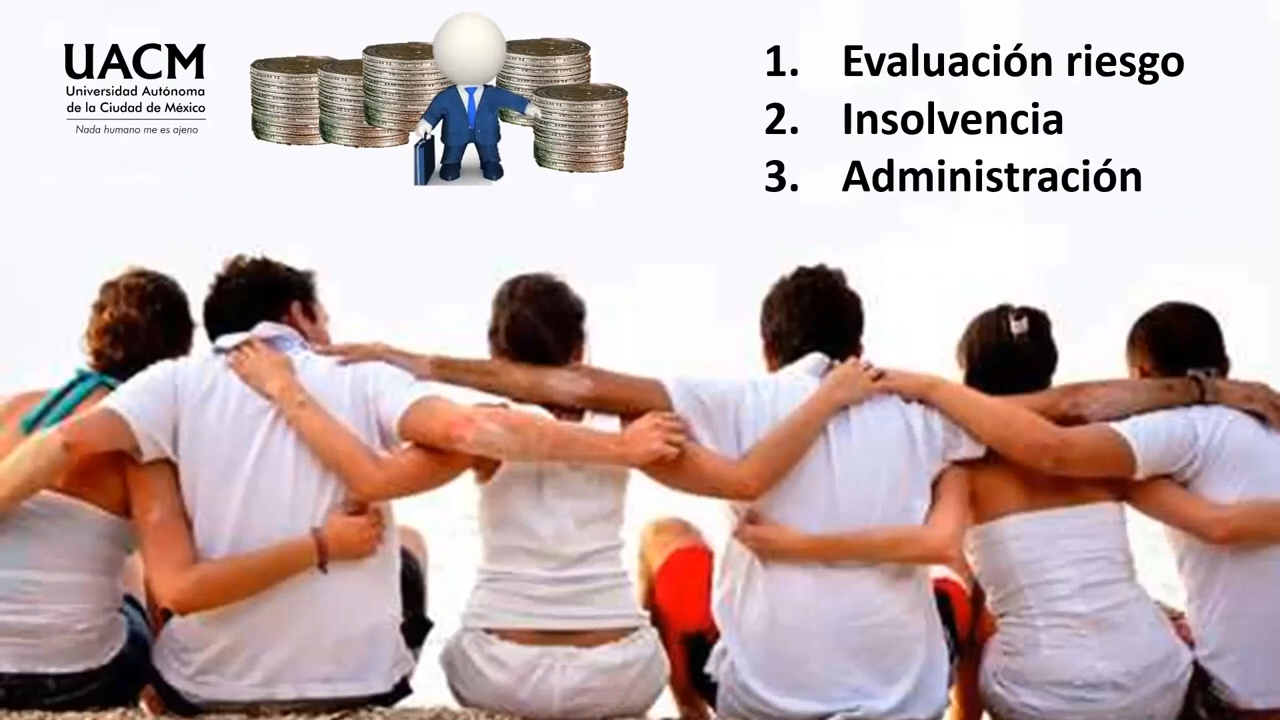 UACM
Universidad Autónoma
de la Ciudad de México
Nada humano me es ajeno
1. Evaluación riesgo
2. Insolvencia
3. Administración